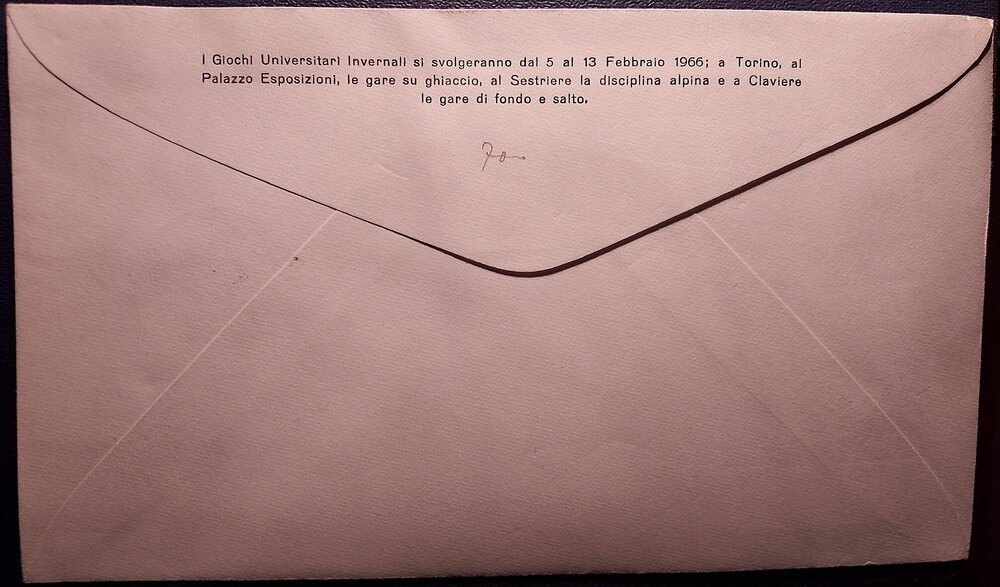 I Giochi Universitari Invernali si svolgeranno dal 5 al 13 Febbraio 1966; a Torino, al
Palazzo Esposizioni, le gare su ghiaccio, al Sestriere la disciplina alpina e a Claviere
le gare di fondo e salto.